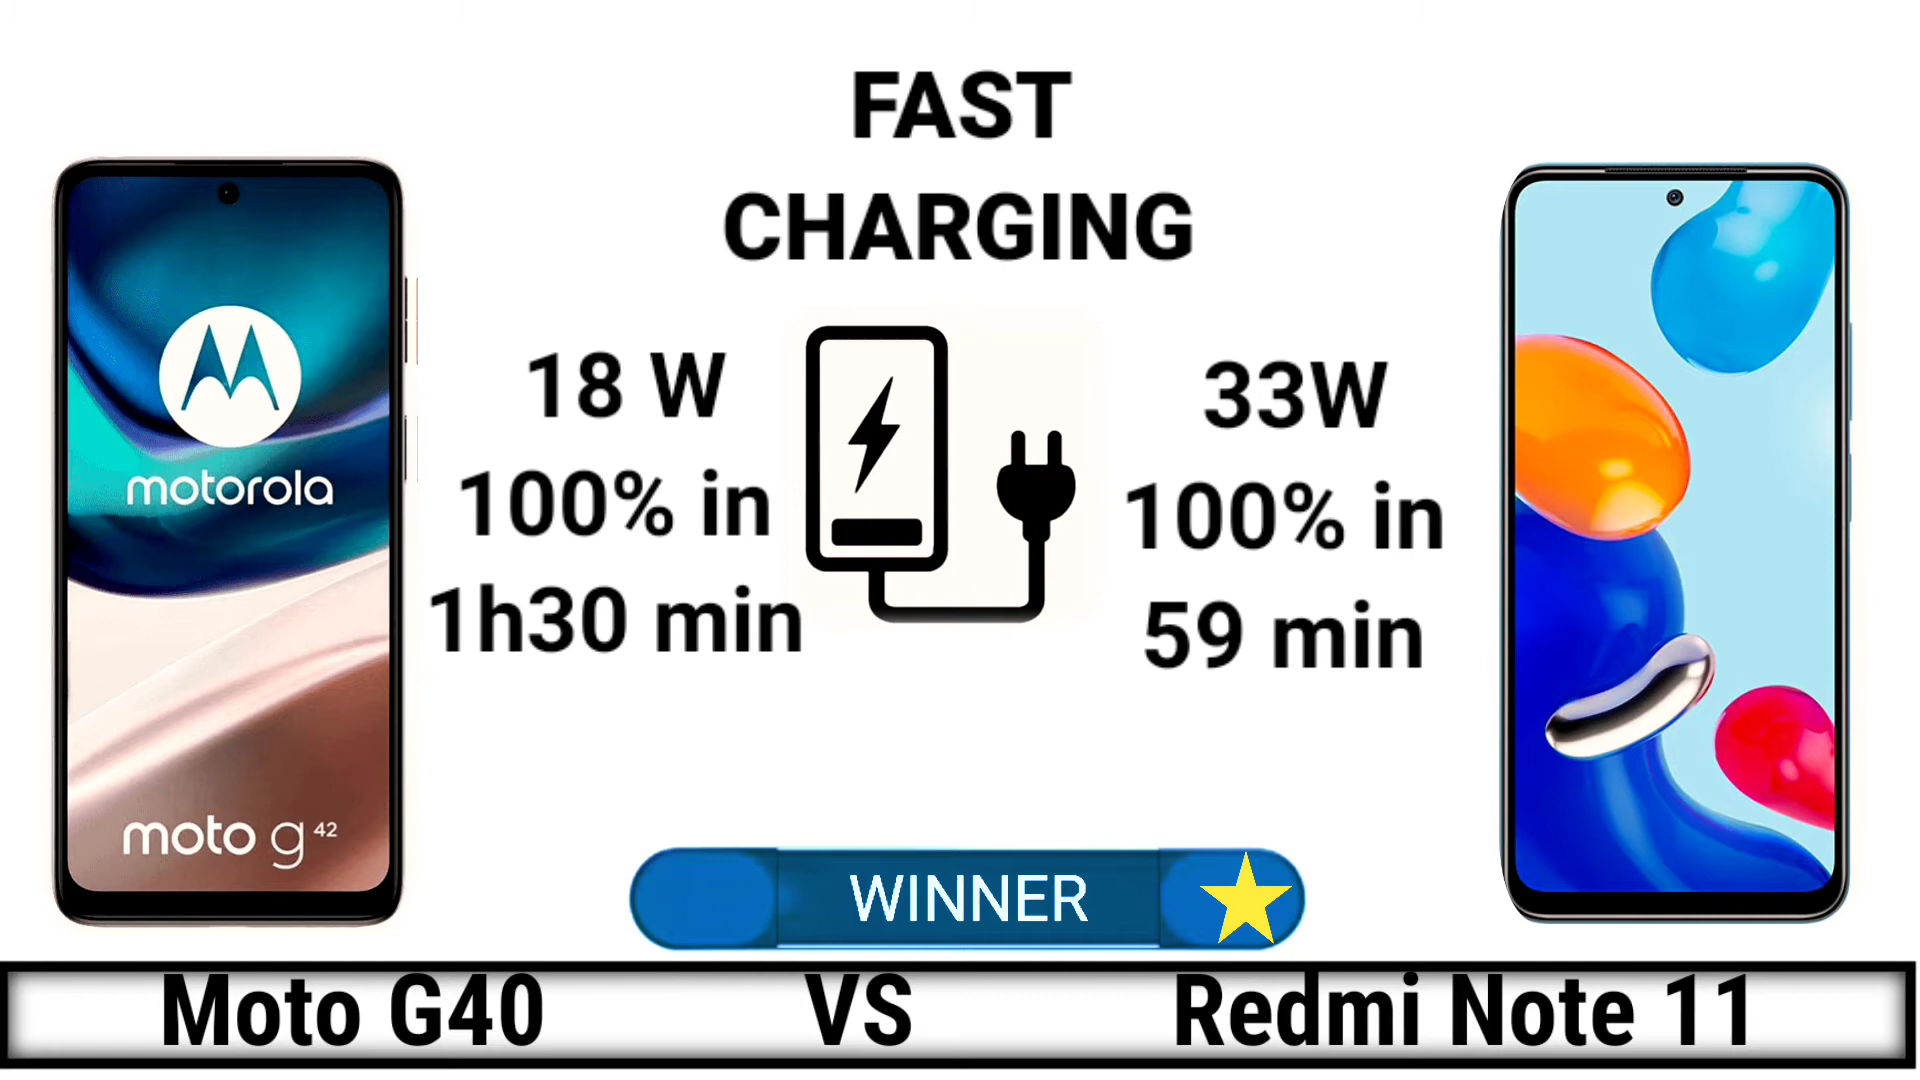 FAST
CHARGING
motorola
moto g 42
18 W
100% in
1h30 min
33W
100% in
59 min
WINNER
Moto G40 VS Redmi Note 11